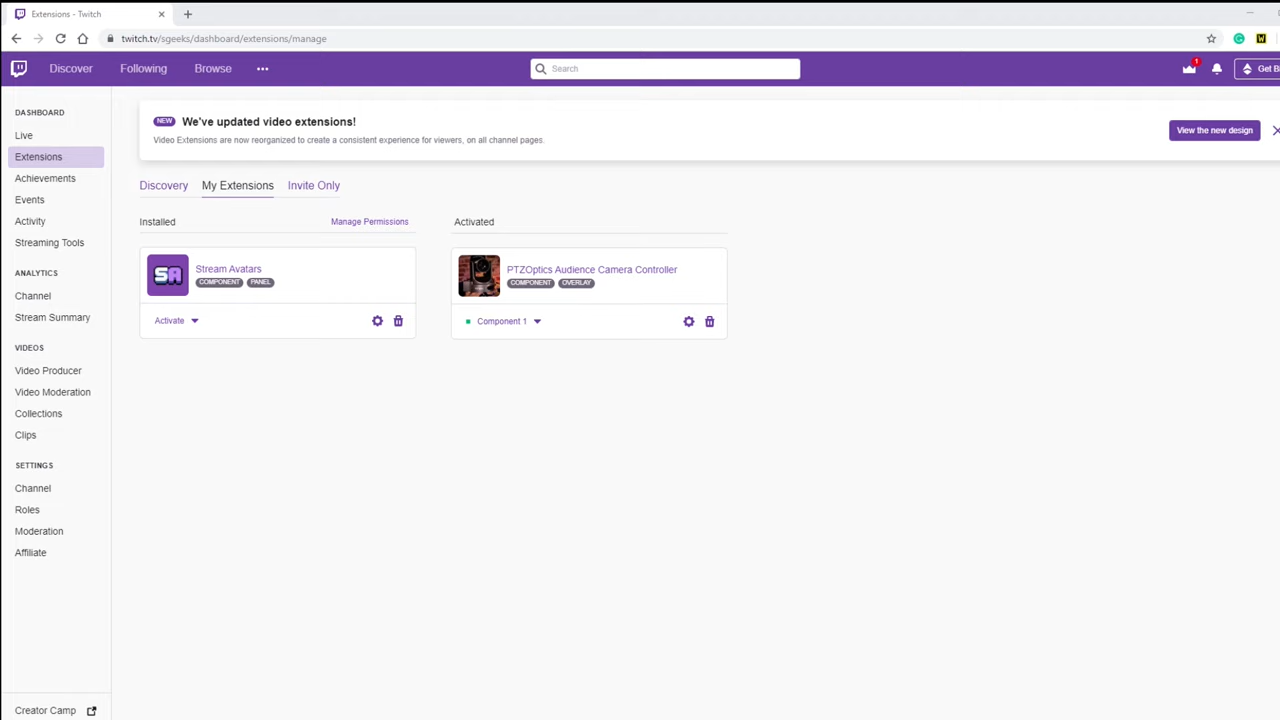 Extensions - Twitch
twitch.tv/sgeeks/dashboard/extensions/manage
Discover
Following
Browse
Search
1
Get B
DASHBOARD
Live
Extensions
Achievements
Events
Activity
Streaming Tools
ANALYTICS
Channel
Stream Summary
VIDEOS
Video Producer
Video Moderation
Collections
Clips
SETTINGS
Channel
Roles
Moderation
Affiliate
Creator Camp
NEW We've updated video extensions!
Video Extensions are now reorganized to create a consistent experience for viewers, on all channel pages.
View the new design
Discovery My Extensions Invite Only
Installed Manage Permissions
SA
Stream Avatars
COMPONENT PANEL
Activate
Activated
PTZOptics Audience Camera Controller
COMPONENT OVERLAY
Component 1
W